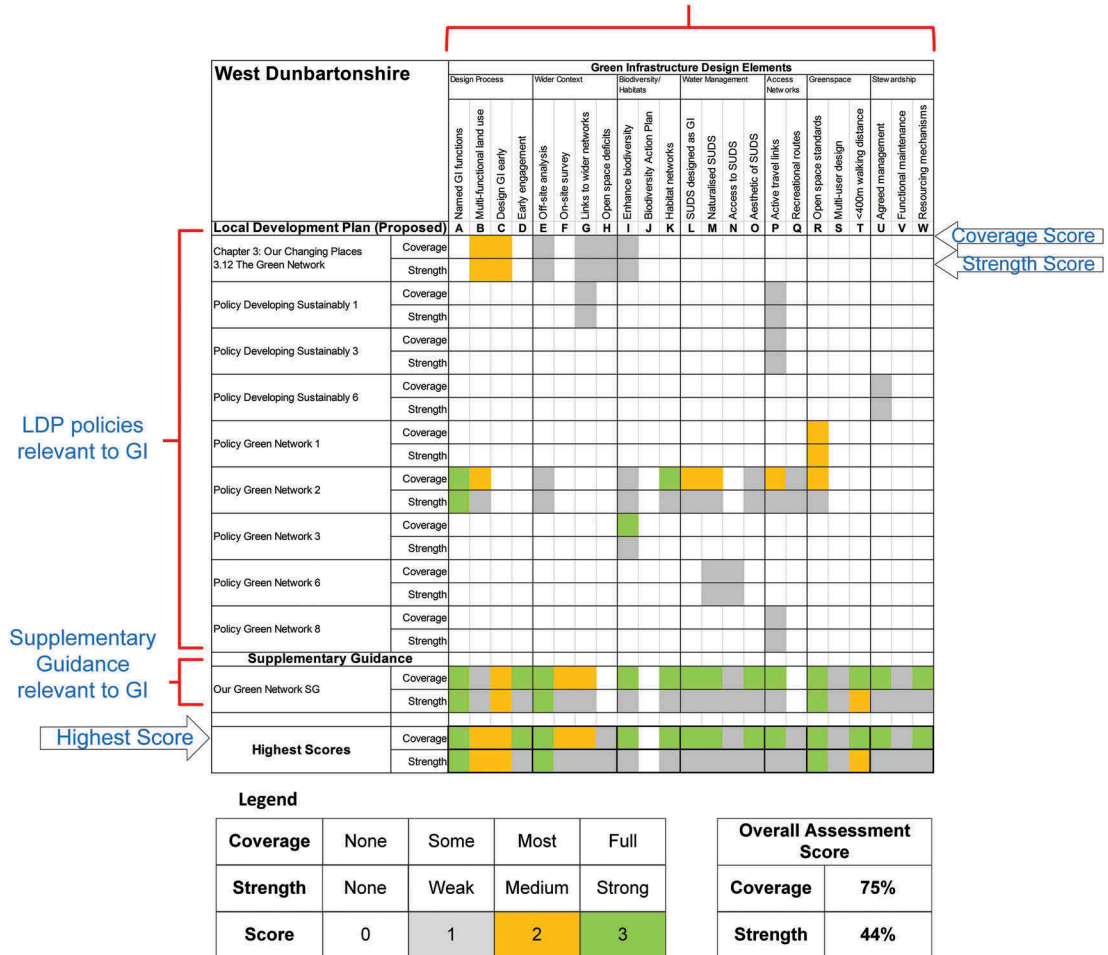 West Dunbartonshire
Green Infrastructure Design Elements
Design Process
Wider Context
Biodiversity/
Habitats
Water Management
Access
Networks
Greenspace
Stewardship
Named GI functions
Multi-functional land use
Design GI early
Early engagement
Off-site analysis
On-site survey
Links to wider networks
Open space deficits
Enhance biodiversity
Biodiversity Action Plan
Habitat networks
SUDS designed as GI
Naturalised SUDS
Access to SUDS
Aesthetic of SUDS
Active travel links
Recreational routes
Open space standards
Multi-user design
<400m walking distance
Agreed management
Functional maintenance
Resourcing mechanisms
Local Development Plan (Proposed) A B C D E F G H I J K L M N O P Q R S T U V W
Chapter 3: Our Changing Places
3.12 The Green Network
Coverage
Strength
Coverage Score
Strength Score
Policy Developing Sustainably 1
Coverage
Strength
Policy Developing Sustainably 3
Coverage
Strength
Policy Developing Sustainably 6
Coverage
Strength
LDP policies
relevant to GI
Policy Green Network 1
Coverage
Strength
Policy Green Network 2
Coverage
Strength
Policy Green Network 3
Coverage
Strength
Policy Green Network 6
Coverage
Strength
Policy Green Network 8
Coverage
Strength
Supplementary
Guidance
relevant to GI
Supplementary Guidance
Our Green Network SG
Coverage
Strength
Highest Score
Highest Scores
Coverage
Strength
Legend
Coverage None Some Most Full
Strength None Weak Medium Strong
Score 0 1 2 3
Overall Assessment
Score
Coverage 75%
Strength 44%